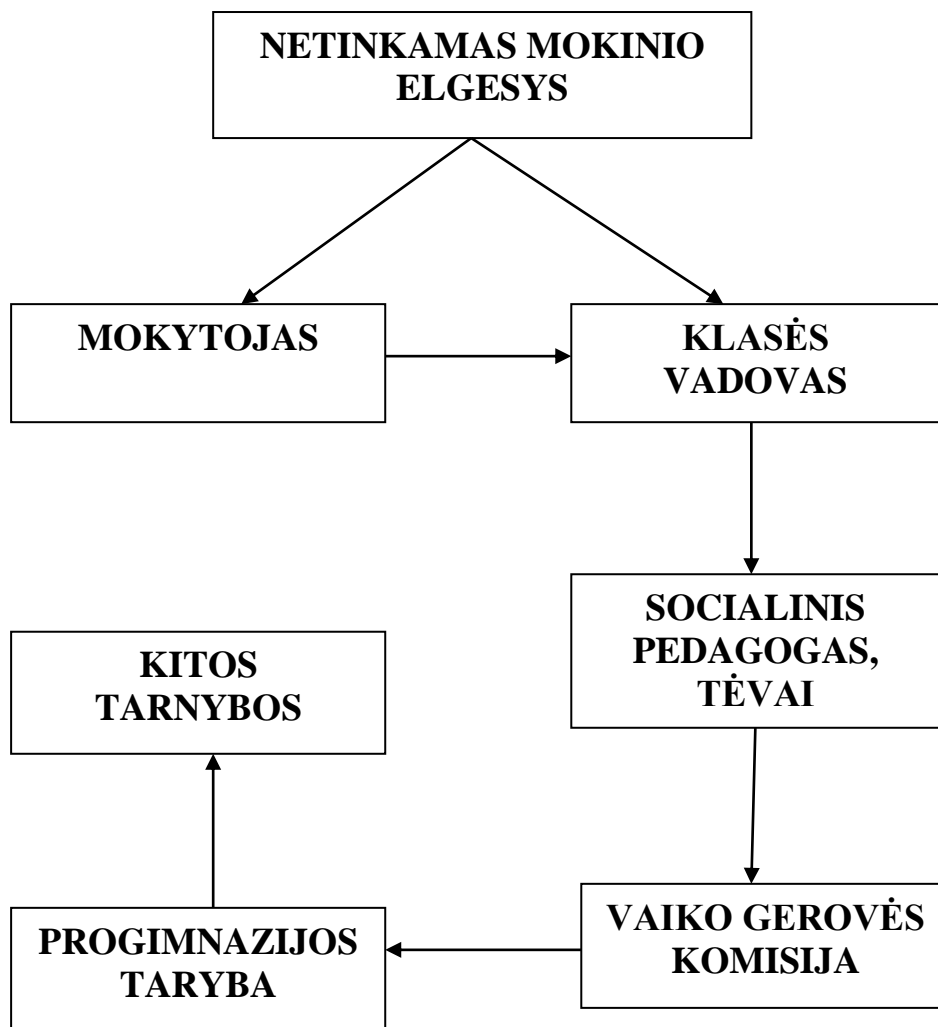 NETINKAMAS MOKINIO
ELGESYS
MOKYTOJAS
KLASĖS
VADOVAS
SOCIALINIS
PEDAGOGAS,
TĖVAI
KITOS
TARNYBOS
VAIKO GEROVĖS
KOMISIJA
PROGIMNAZIJOS
TARYBA